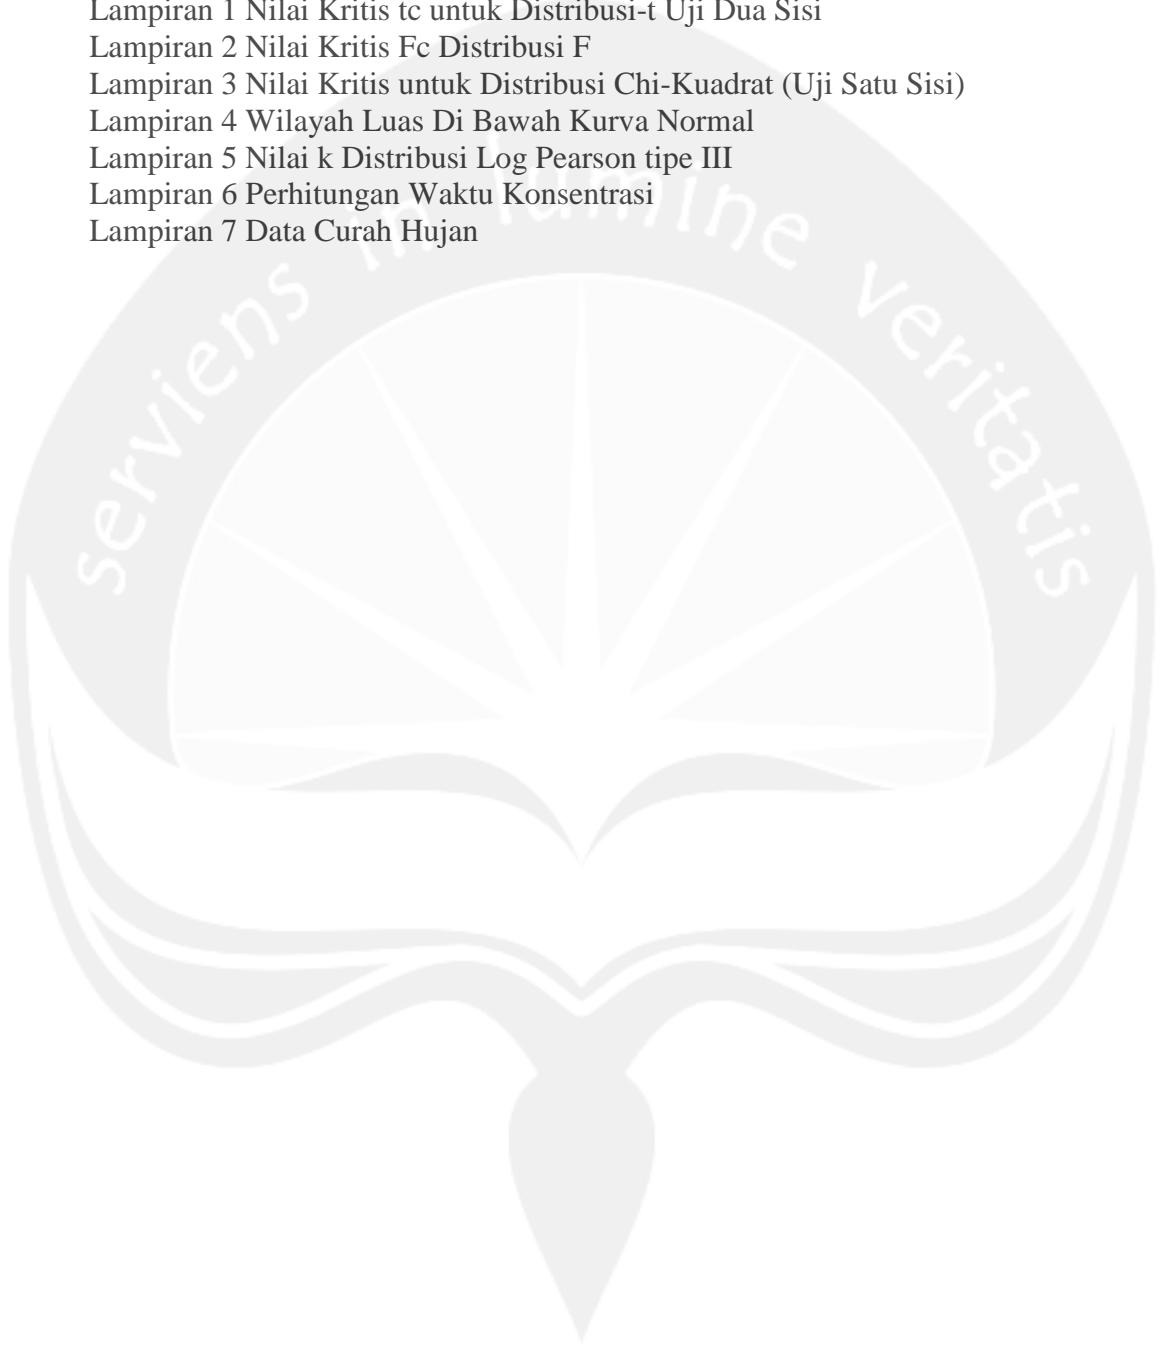 Lampiran 1 Nilai Kritis tc untuk Distribusi-t Uji Dua Sisi
Lampiran 2 Nilai Kritis Fc Distribusi F
Lampiran 3 Nilai Kritis untuk Distribusi Chi-Kuadrat (Uji Satu Sisi)
Lampiran 4 Wilayah Luas Di Bawah Kurva Normal
Lampiran 5 Nilai k Distribusi Log Pearson tipe III
Lampiran 6 Perhitungan Waktu Konsentrasi
Lampiran 7 Data Curah Hujan
serviens in lumine veritatis